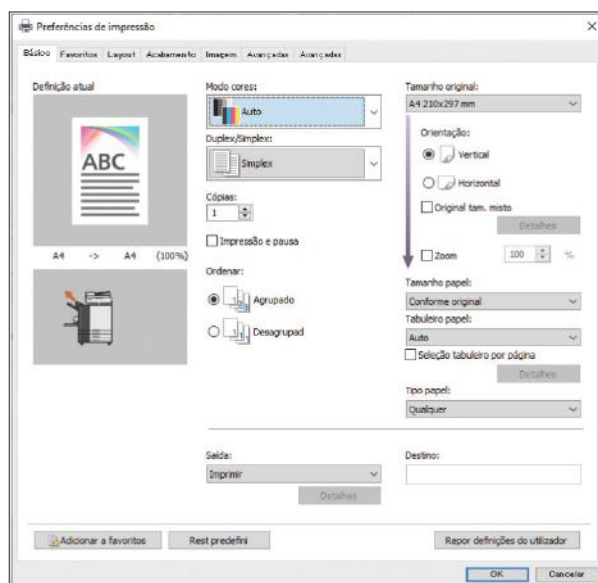 Preferências de impressão
Básico Favoritos Layout Acabamento Imagem Avançadas Avançadas
Definição atual
ABC
A4 -> A4 (100%)
Modo cores:
Auto
Duplex/Simplex:
Simplex
Cópias:
1
Impressão e pausa
Ordenar:
Agrupado
Desagrupad
Tamanho original:
A4 210x297 mm
Orientação:
Vertical
Horizontal
Original tam. misto
Detalhes
Zoom 100 %
Tamanho papel:
Conforme original
Tabuleiro papel:
Auto
Seleção tabuleiro por página
Detalhes
Tipo papel:
Qualquer
Saída:
Imprimir
Detalhes
Destino:
Adicionar a favoritos Rest predefini Repor definições do utilizador
OK Cancelar